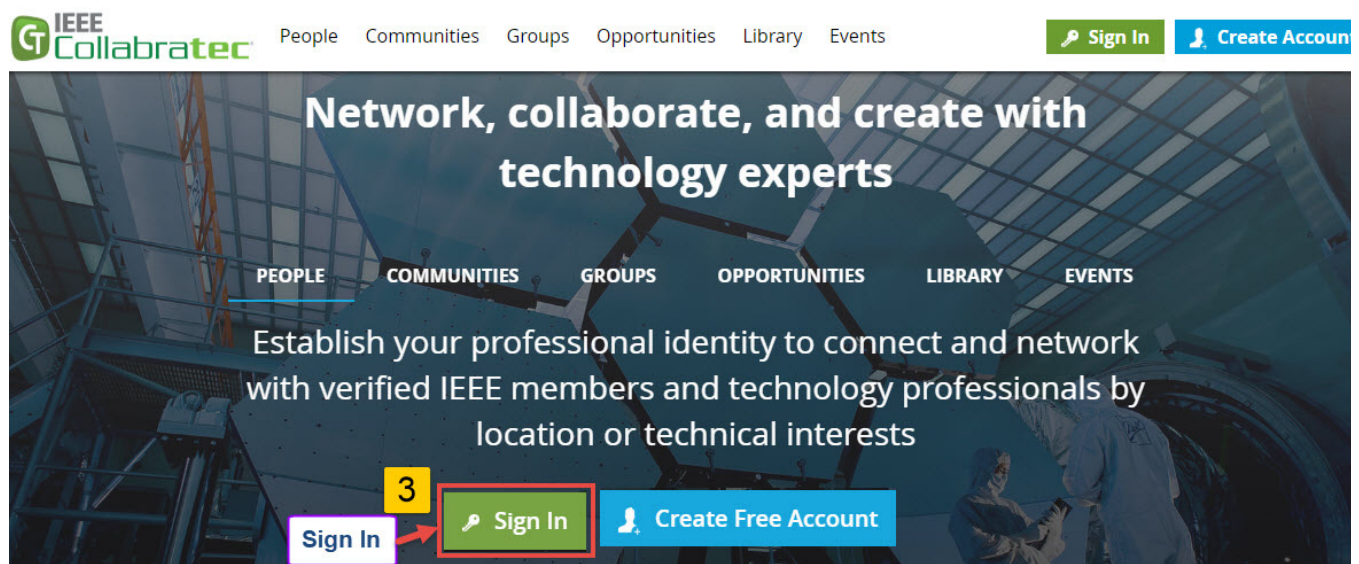 IEEE
Collabratec
People Communities Groups Opportunities Library Events
Sign In
Create Account
Network, collaborate, and create with
technology experts
PEOPLE COMMUNITIES GROUPS OPPORTUNITIES LIBRARY EVENTS
Establish your professional identity to connect and network
with verified IEEE members and technology professionals by
location or technical interests
3
Sign In
Sign In
Create Free Account